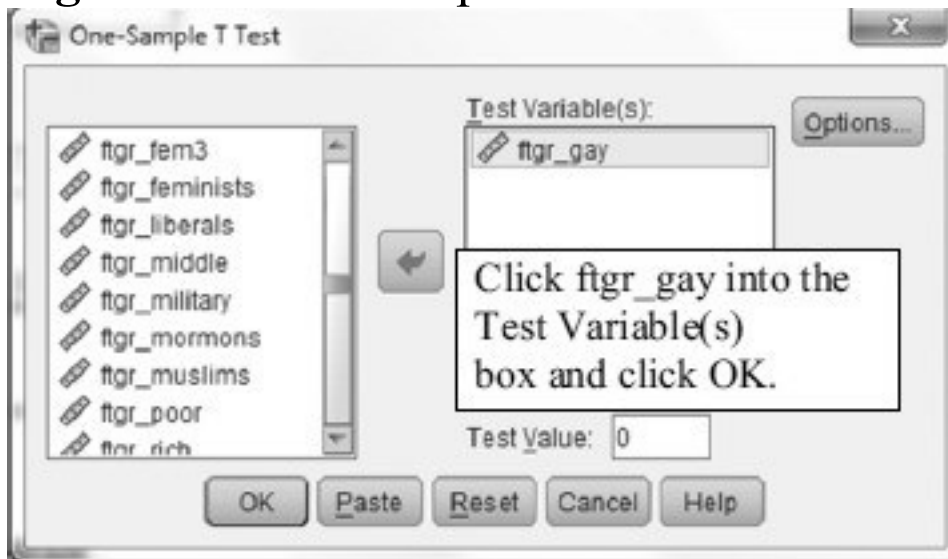 One-Sample T Test
Test Variable(s):
Options...
ftgr_fem3
ftgr_feminists
ftgr_liberals
ftgr_middle
ftgr_military
ftgr_mormons
ftgr_muslims
ftgr_poor
ftgr_rich
ftgr_gay
Click ftgr_gay into the
Test Variable(s)
box and click OK.
Test Value: 0
OK Paste Reset Cancel Help